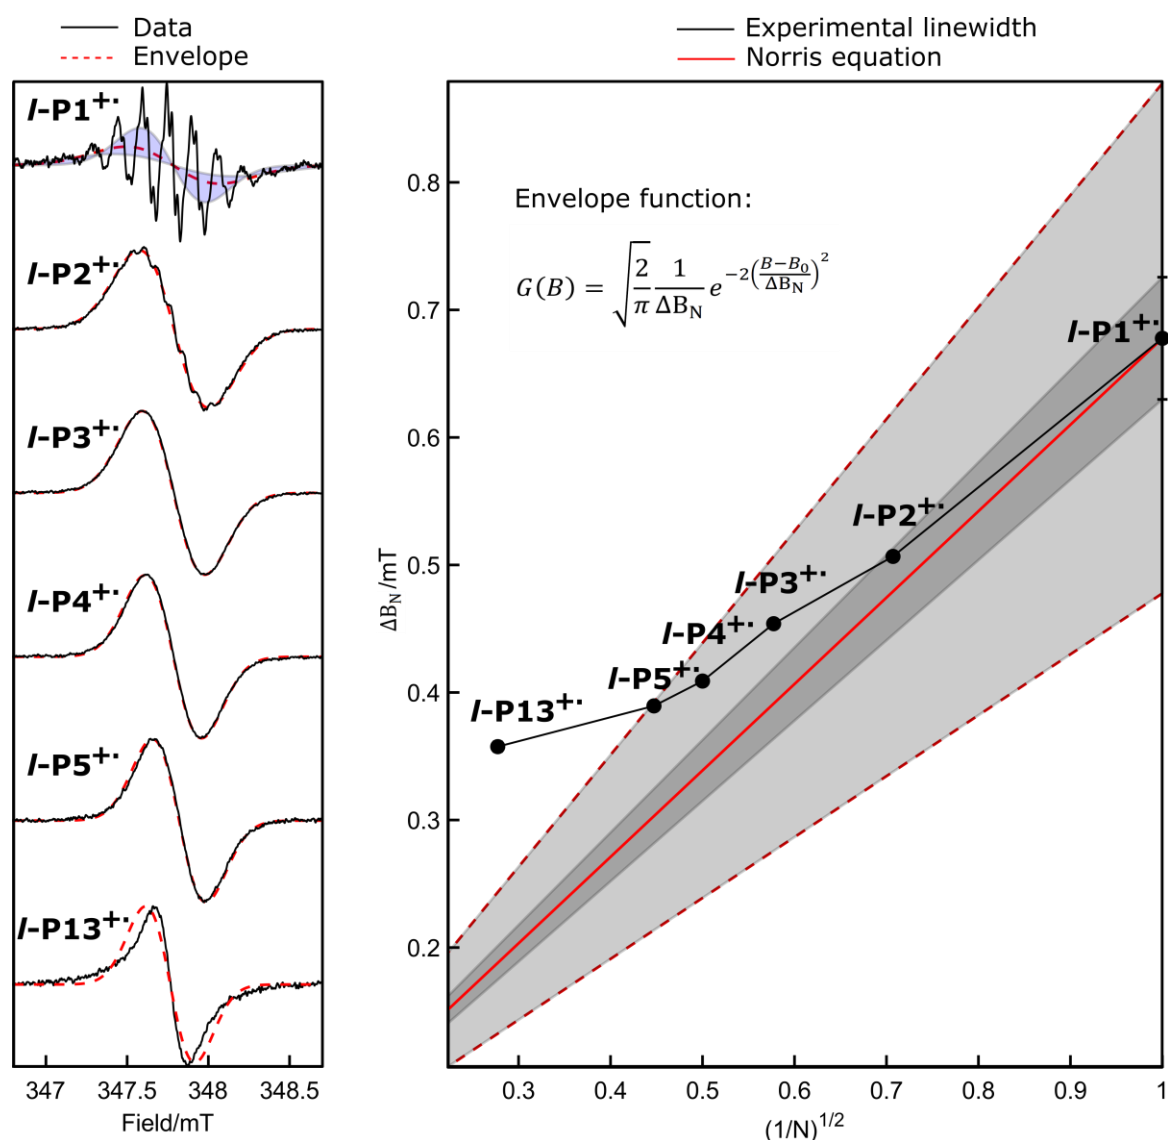 Data
Envelope
Experimental linewidth
Norris equation
l-P1+·
l-P2+·
l-P3+·
l-P4+·
l-P5+·
l-P13+·
347 347.5 348 348.5
Field/mT
Envelope function:
G(B) = √(2/π) 1/ΔB_N e^(-2((B−B₀)/ΔB_N)²)
l-P1+·
l-P2+·
l-P3+·
l-P4+·
l-P5+·
l-P13+·
ΔB_N/mT
0.8
0.7
0.6
0.5
0.4
0.3
0.2
0.3 0.4 0.5 0.6 0.7 0.8 0.9 1
(1/N)^1/2